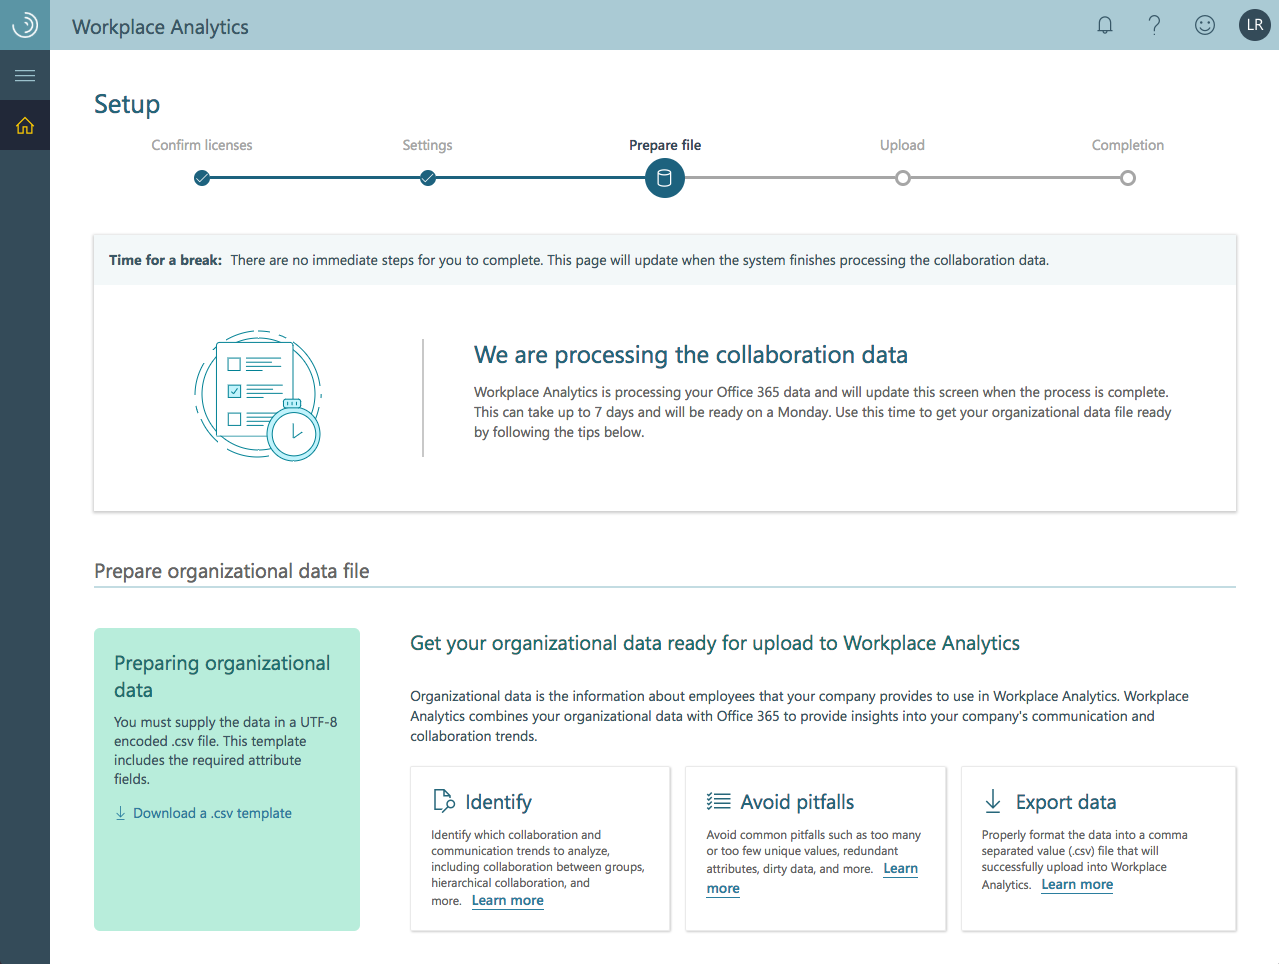 Workplace Analytics
LR
Setup
Confirm licenses
Settings
Prepare file
Upload
Completion
Time for a break: There are no immediate steps for you to complete. This page will update when the system finishes processing the collaboration data.
We are processing the collaboration data
Workplace Analytics is processing your Office 365 data and will update this screen when the process is complete.
This can take up to 7 days and will be ready on a Monday. Use this time to get your organizational data file ready
by following the tips below.
Prepare organizational data file
Preparing organizational
data
You must supply the data in a UTF-8
encoded .csv file. This template
includes the required attribute
fields.
Download a .csv template
Get your organizational data ready for upload to Workplace Analytics
Organizational data is the information about employees that your company provides to use in Workplace Analytics. Workplace
Analytics combines your organizational data with Office 365 to provide insights into your company's communication and
collaboration trends.
Identify
Identify which collaboration and
communication trends to analyze,
including collaboration between groups,
hierarchical collaboration, and
more. Learn more
Avoid pitfalls
Avoid common pitfalls such as too many
or too few unique values, redundant
attributes, dirty data, and more. Learn
more
Export data
Properly format the data into a comma
separated value (.csv) file that will
successfully upload into Workplace
Analytics. Learn more